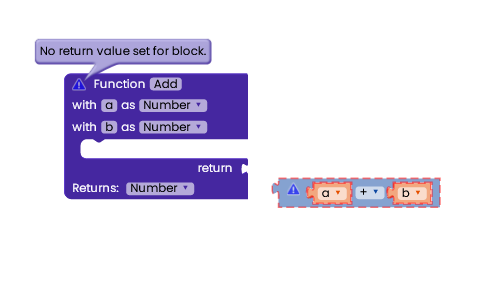 No return value set for block.
Function Add
with a as Number
with b as Number
return
Returns: Number
a + b